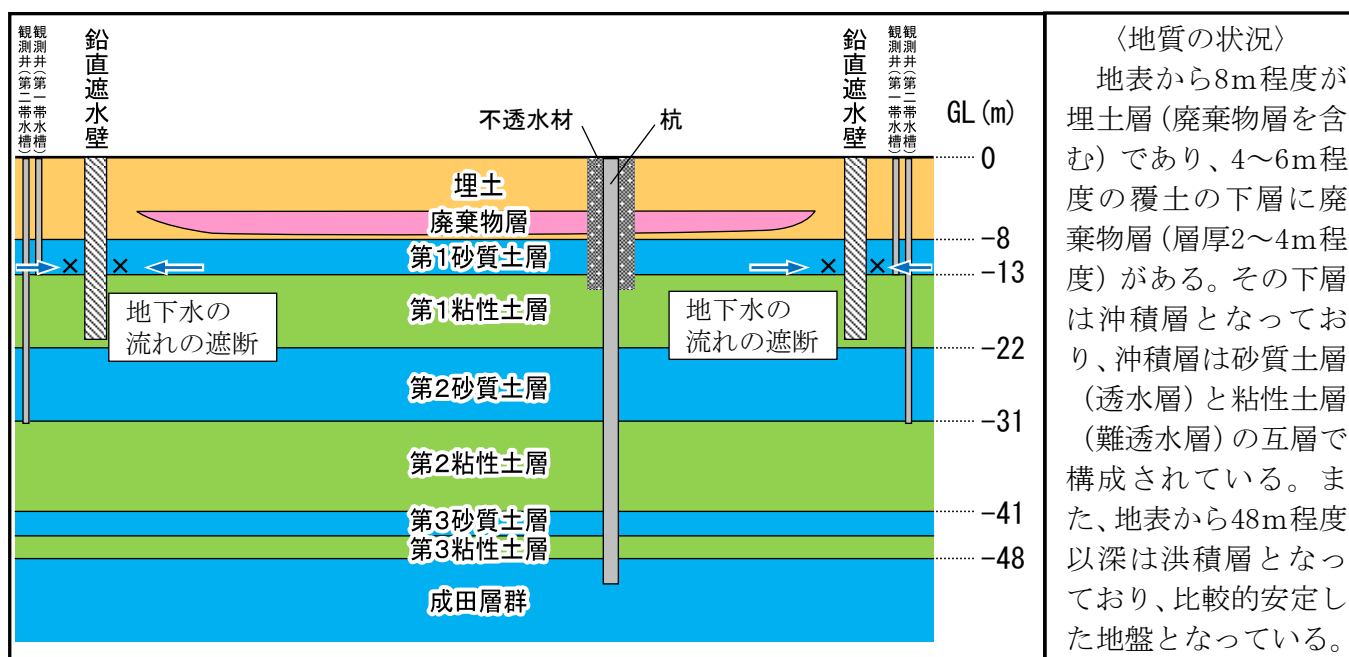 観測井(第二帯水槽)
観測井(第一帯水槽)
鉛直遮水壁
鉛直遮水壁
観測井(第一帯水槽)
観測井(第二帯水槽)
不透水材
杭
GL(m)
0
埋土
廃棄物層
-8
第1砂質土層
-13
地下水の
流れの遮断
第1粘性土層
地下水の
流れの遮断
-22
第2砂質土層
-31
第2粘性土層
-41
第3砂質土層
第3粘性土層
-48
成田層群
〈地質の状況〉
地表から8m程度が
埋土層(廃棄物層を含
む)であり、4~6m程
度の覆土の下層に廃
棄物層(層厚2~4m程
度)がある。その下層
は沖積層となってお
り、沖積層は砂質土層
(透水層)と粘性土層
(難透水層)の互層で
構成されている。ま
た、地表から48m程度
以深は洪積層となっ
ており、比較的安定し
た地盤となっている。